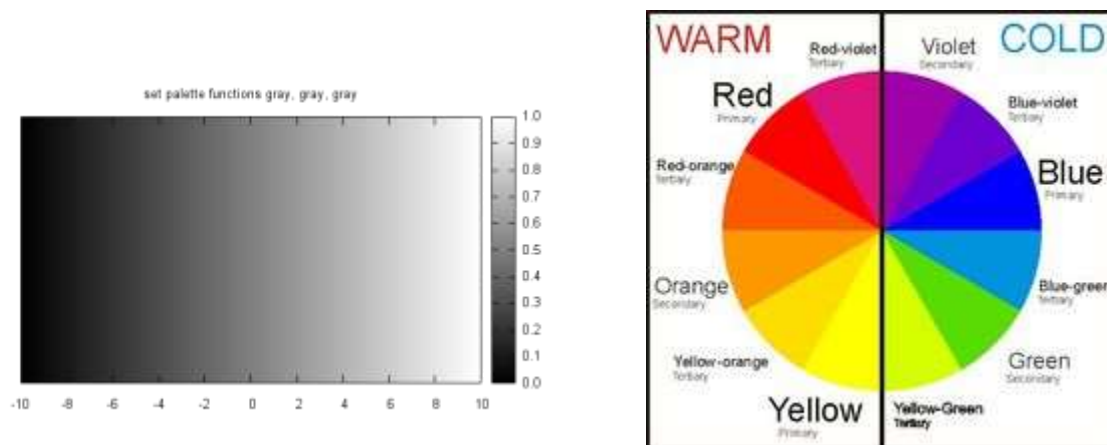 set palette functions gray, gray, gray
1.0
0.9
0.8
0.7
0.6
0.5
0.4
0.3
0.2
0.1
0.0
-10 -8 -6 -4 -2 0 2 4 6 8 10
WARM
COLD
Red-violet
Tertiary
Violet
Secondary
Red
Primary
Blue-violet
Tertiary
Red-orange
Tertiary
Blue
Primary
Orange
Secondary
Blue-green
Tertiary
Yellow-orange
Tertiary
Green
Secondary
Yellow
Primary
Yellow-Green
Tertiary